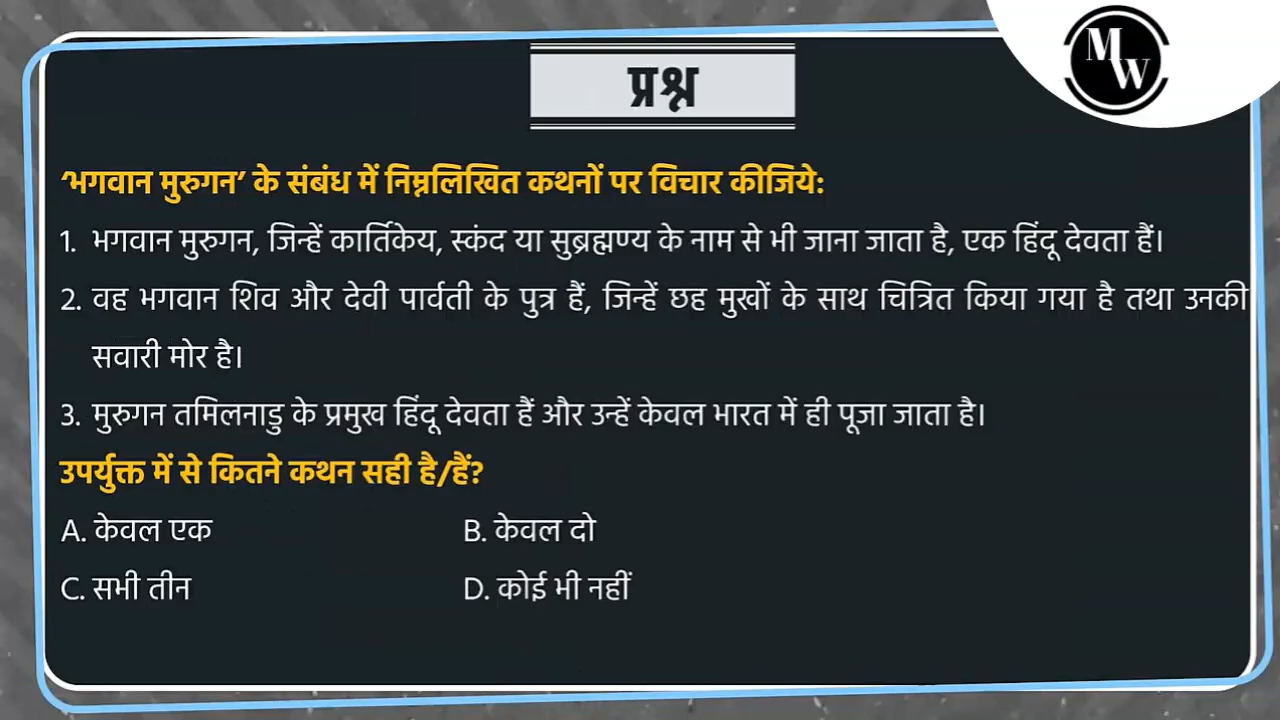 MW
प्रश्न
‘भगवान मुरुगन’ के संबंध में निम्नलिखित कथनों पर विचार कीजिये:
1. भगवान मुरुगन, जिन्हें कार्तिकेय, स्कंद या सुब्रह्मण्य के नाम से भी जाना जाता है, एक हिंदू देवता हैं।
2. वह भगवान शिव और देवी पार्वती के पुत्र हैं, जिन्हें छह मुखों के साथ चित्रित किया गया है तथा उनकी
सवारी मोर है।
3. मुरुगन तमिलनाडु के प्रमुख हिंदू देवता हैं और उन्हें केवल भारत में ही पूजा जाता है।
उपर्युक्त में से कितने कथन सही है/हैं?
A. केवल एक B. केवल दो
C. सभी तीन D. कोई भी नहीं